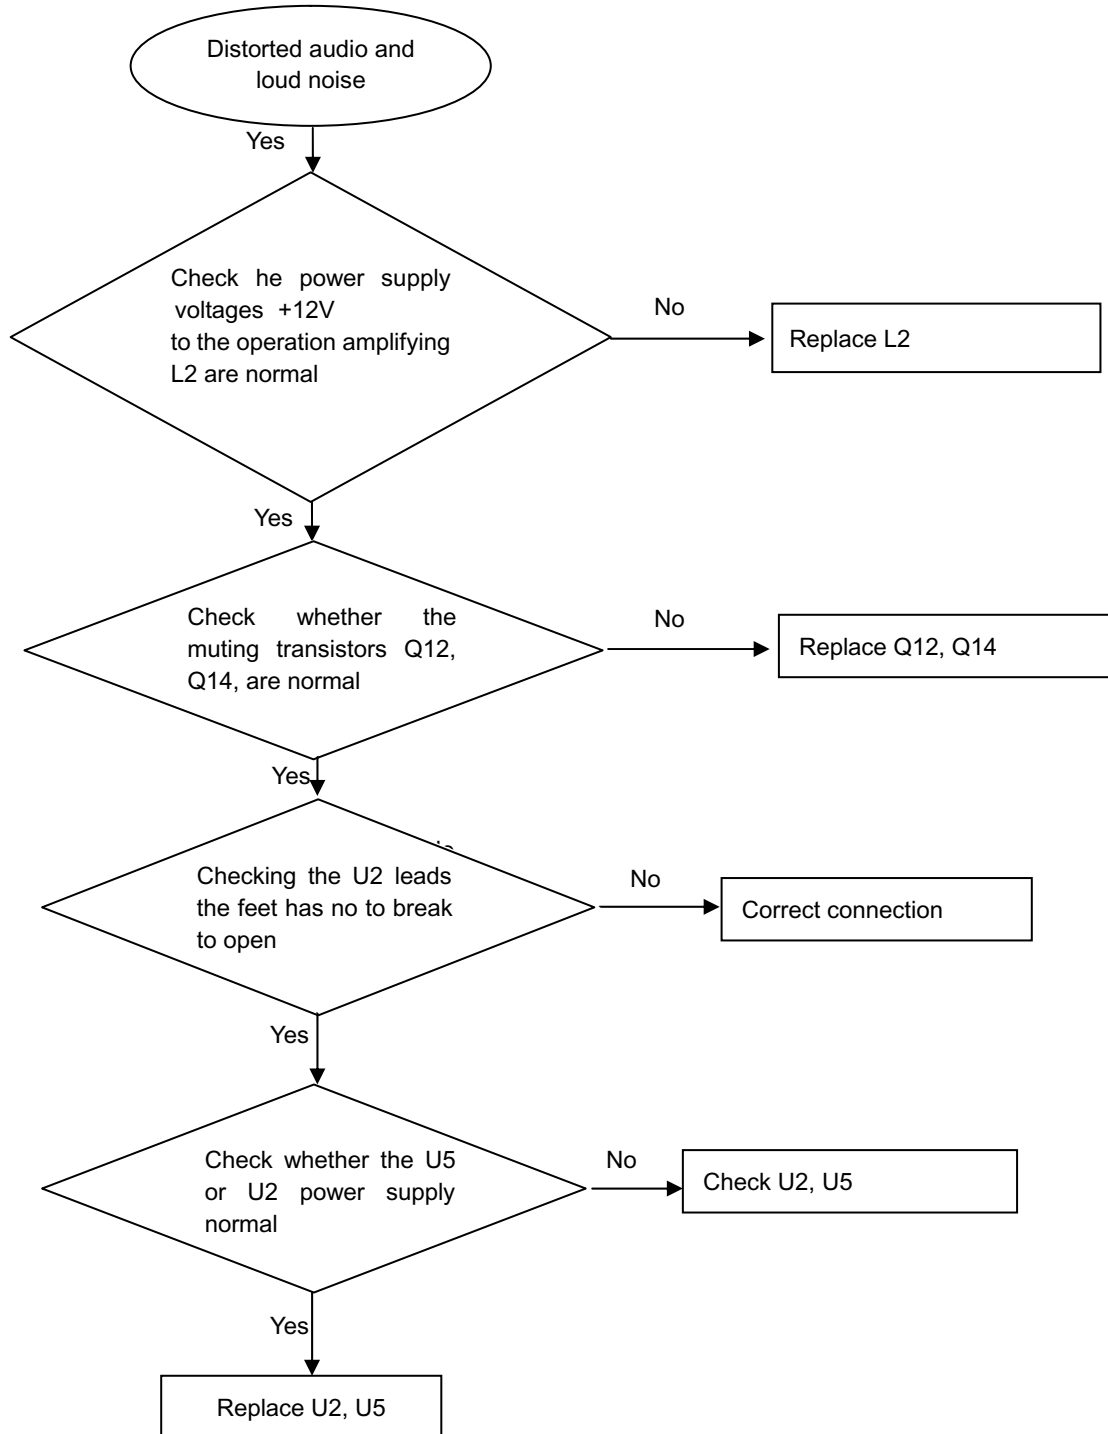 Distorted audio and
loud noise
Yes
Check he power supply
voltages +12V
to the operation amplifying
L2 are normal
No
Replace L2
Yes
Check whether the
muting transistors Q12,
Q14, are normal
No
Replace Q12, Q14
Yes
Checking the U2 leads
the feet has no to break
to open
No
Correct connection
Yes
Check whether the U5
or U2 power supply
normal
No
Check U2, U5
Yes
Replace U2, U5